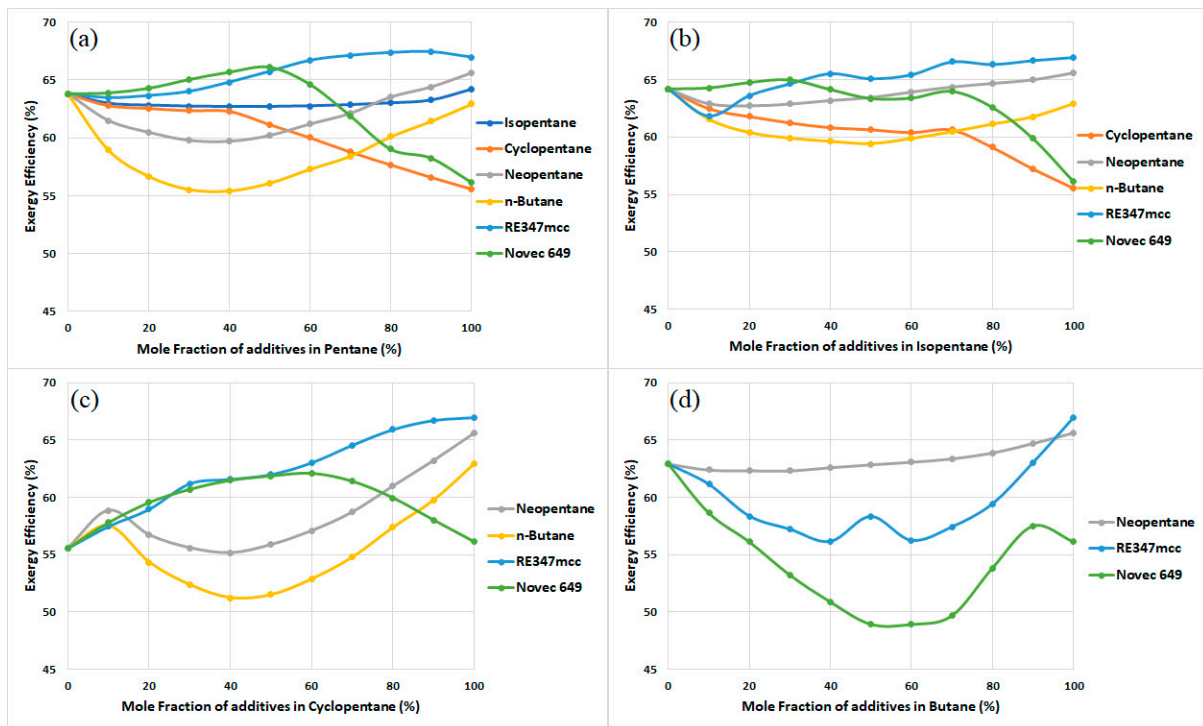 (a)
Exergy Efficiency (%)
70
65
60
55
50
45
0 20 40 60 80 100
Mole Fraction of additives in Pentane (%)
Isopentane
Cyclopentane
Neopentane
n-Butane
RE347mcc
Novec 649
(b)
Exergy Efficiency (%)
70
65
60
55
50
45
0 20 40 60 80 100
Mole Fraction of additives in Isopentane (%)
Cyclopentane
Neopentane
n-Butane
RE347mcc
Novec 649
(c)
Exergy Efficiency (%)
70
65
60
55
50
45
0 20 40 60 80 100
Mole Fraction of additives in Cyclopentane (%)
Neopentane
n-Butane
RE347mcc
Novec 649
(d)
Exergy Efficiency (%)
70
65
60
55
50
45
0 20 40 60 80 100
Mole Fraction of additives in Butane (%)
Neopentane
RE347mcc
Novec 649